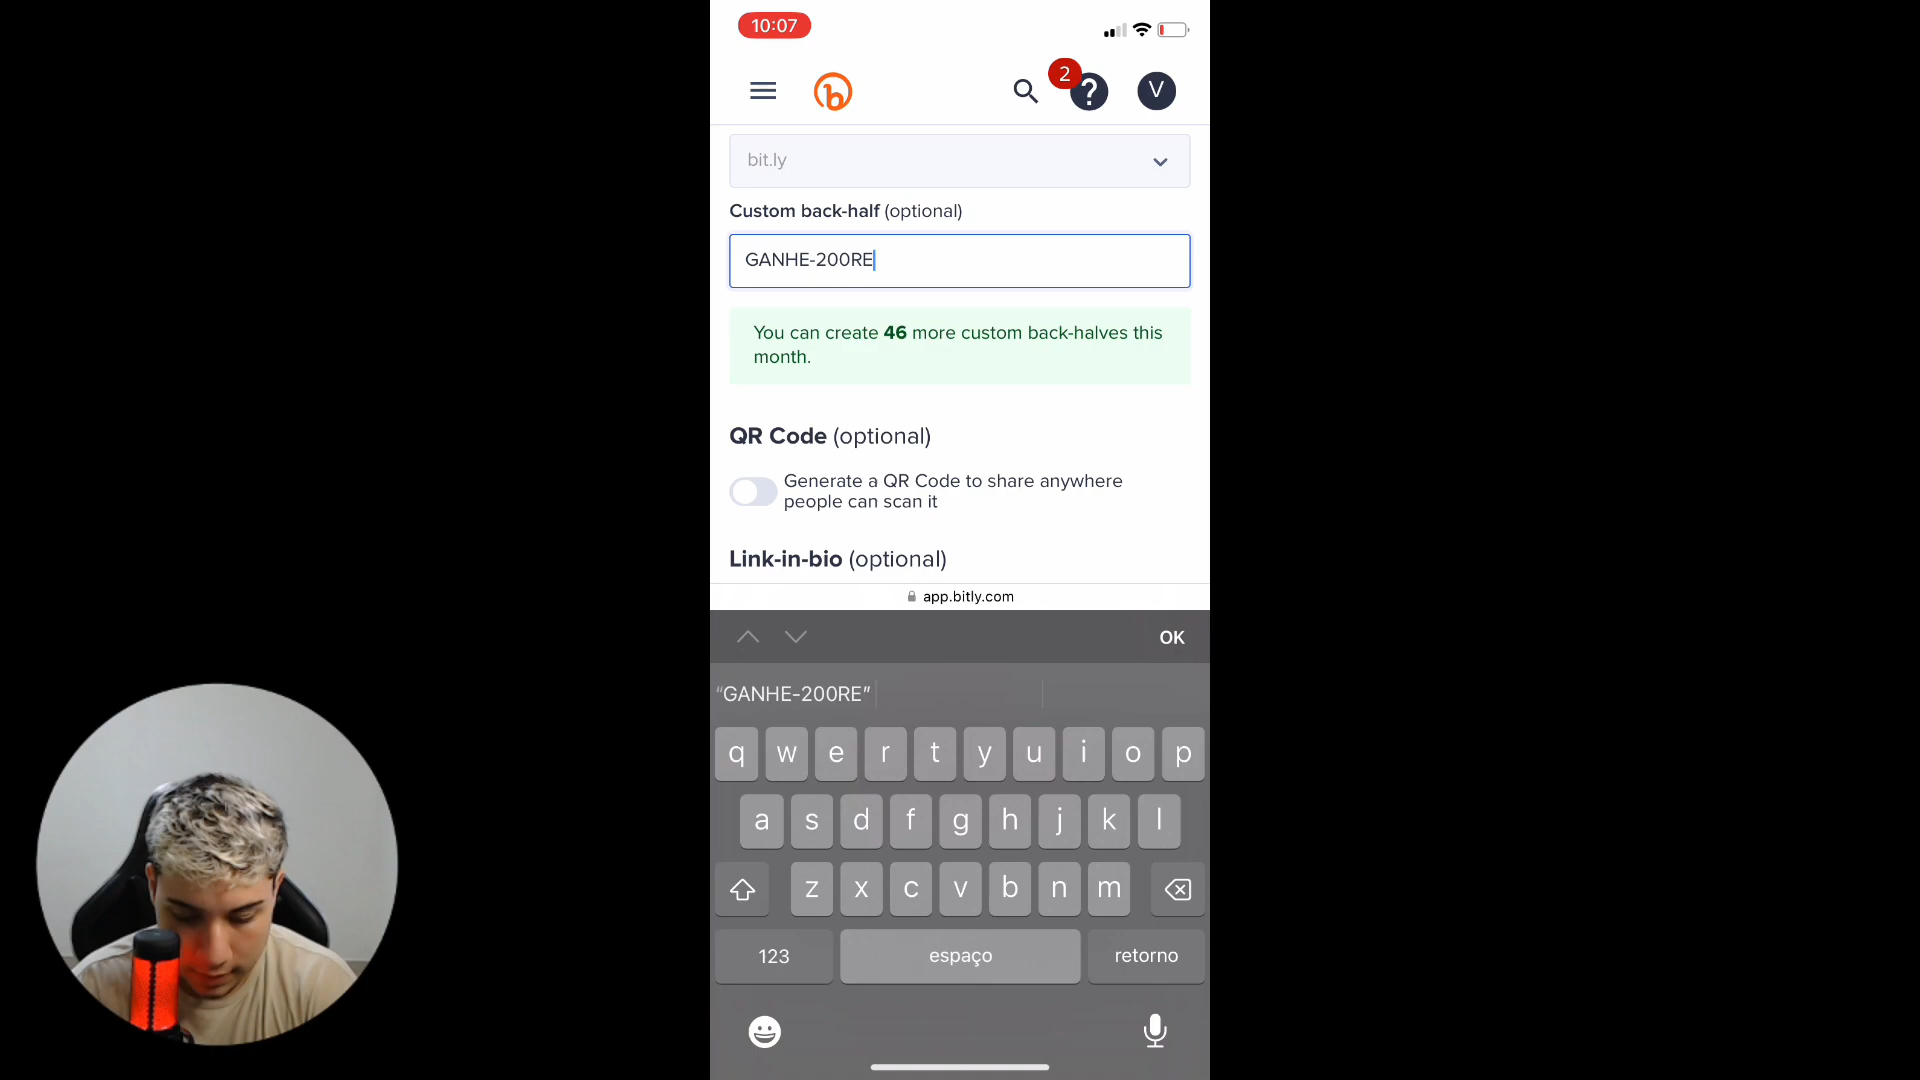 10:07
2
?
V
bit.ly
Custom back-half (optional)
GANHE-200RE
You can create 46 more custom back-halves this
month.
QR Code (optional)
Generate a QR Code to share anywhere
people can scan it
Link-in-bio (optional)
app.bitly.com
OK
“GANHE-200RE”
q w e r t y u i o p
a s d f g h j k l
z x c v b n m
123 espaço retorno